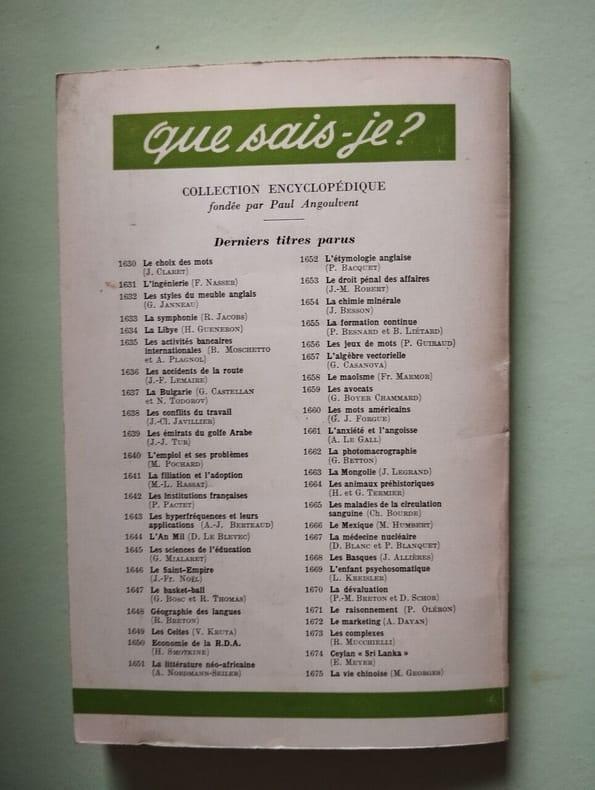 que sais-je?
COLLECTION ENCYCLOPÉDIQUE
fondée par Paul Angoulvent
Derniers titres parus
1630 Le choix des mots
(J. CLARET)
1631 L'ingénierie (F. NASSER)
1632 Les styles du meuble anglais
(G. JANNEAU)
1633 La symphonie (R. JACOBS)
1634 La Libye (H. GUENERON)
1635 Les activités bancaires
internationales (B. MOSCHETTO
et A. PLAGNOL)
1636 Les accidents de la route
(J.-F. LEMAIRE)
1637 La Bulgarie (G. CASTELLAN
et N. TODOROV)
1638 Les conflits du travail
(J.-Cl. JAVILLIER)
1639 Les émirats du golfe Arabe
(J.-J. TUR)
1640 L'emploi et ses problèmes
(M. POCHARD)
1641 La filiation et l'adoption
(M.-L. RASSAT)
1642 Les institutions françaises
(P. PACTET)
1643 Les hyperfréquences et leurs
applications (A.-J. BERTEAUD)
1644 L'An Mil (D. LE BLEVEC)
1645 Les sciences de l'éducation
(G. MIALARET)
1646 Le Saint-Empire
(J.-Fr. NOËL)
1647 Le basket-ball
(G. BOSC et R. THOMAS)
1648 Géographie des langues
(R. BRETON)
1649 Les Celtes (V. KRUTA)
1650 Economie de la R.D.A.
(H. SMOTKINE)
1651 La littérature néo-africaine
(A. NORDMANN-SEILER)
1652 L'étymologie anglaise
(P. BACQUET)
1653 Le droit pénal des affaires
(J.-M. ROBERT)
1654 La chimie minérale
(J. BESSON)
1655 La formation continue
(P. BESNARD et B. LIÉTARD)
1656 Les jeux de mots (P. GUIRAUD)
1657 L'algèbre vectorielle
(G. CASANOVA)
1658 Le maoïsme (Fr. MARMOR)
1659 Les avocats
(G. BOYER CHAMMARD)
1660 Les mots américains
(G. J. FORGUE)
1661 L'anxiété et l'angoisse
(A. LE GALL)
1662 La photomacrographie
(G. BETTON)
1663 La Mongolie (J. LEGRAND)
1664 Les animaux préhistoriques
(H. et G. TERMIER)
1665 Les maladies de la circulation
sanguine (Ch. BOURDE)
1666 Le Mexique (M. HUMBERT)
1667 La médecine nucléaire
(D. BLANC et P. BLANQUET)
1668 Les Basques (J. ALLIÈRES)
1669 L'enfant psychosomatique
(L. KREISLER)
1670 La dévaluation
(P.-M. BRETON et D. SCHOR)
1671 Le raisonnement (P. OLÉRON)
1672 Le marketing (A. DAYAN)
1673 Les complexes
(R. MUCCHIELLI)
1674 Ceylan « Sri Lanka »
(E. MEYER)
1675 La vie chinoise (M. GEORGES)